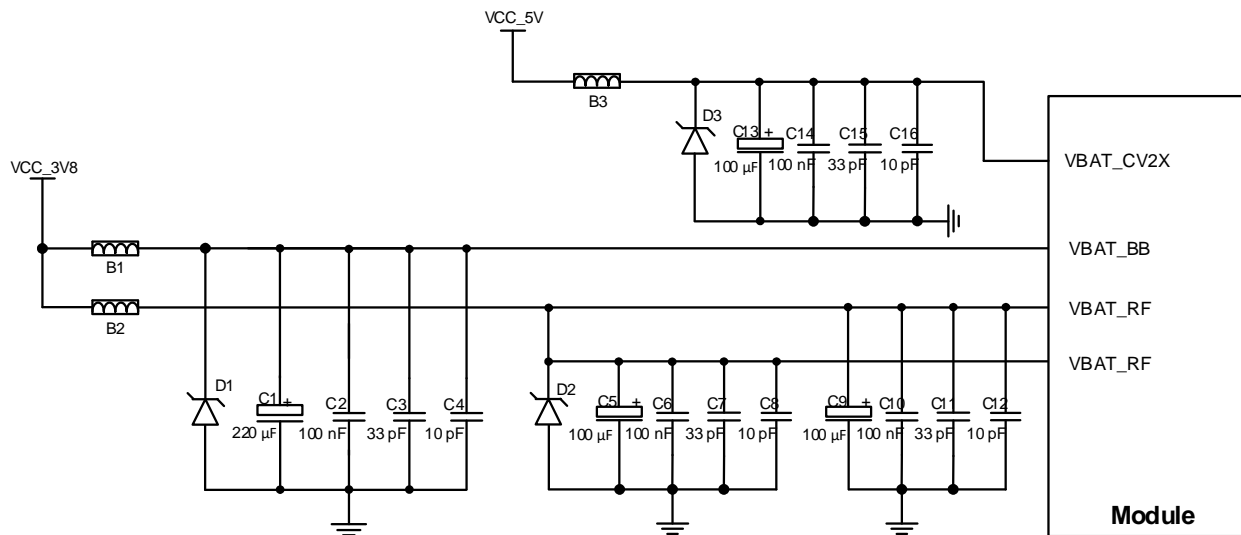 VCC_5V
B3
D3
C13 + C14 C15 C16
100 µF 100 nF 33 pF 10 pF
VBAT_CV2X
VCC_3V8
B1
VBAT_BB
B2
VBAT_RF
VBAT_RF
D1 C1 + C2 C3 C4
220 µF 100 nF 33 pF 10 pF
D2 C5 + C6 C7 C8
100 µF 100 nF 33 pF 10 pF
C9 + C10 C11 C12
100 µF 100 nF 33 pF 10 pF
Module